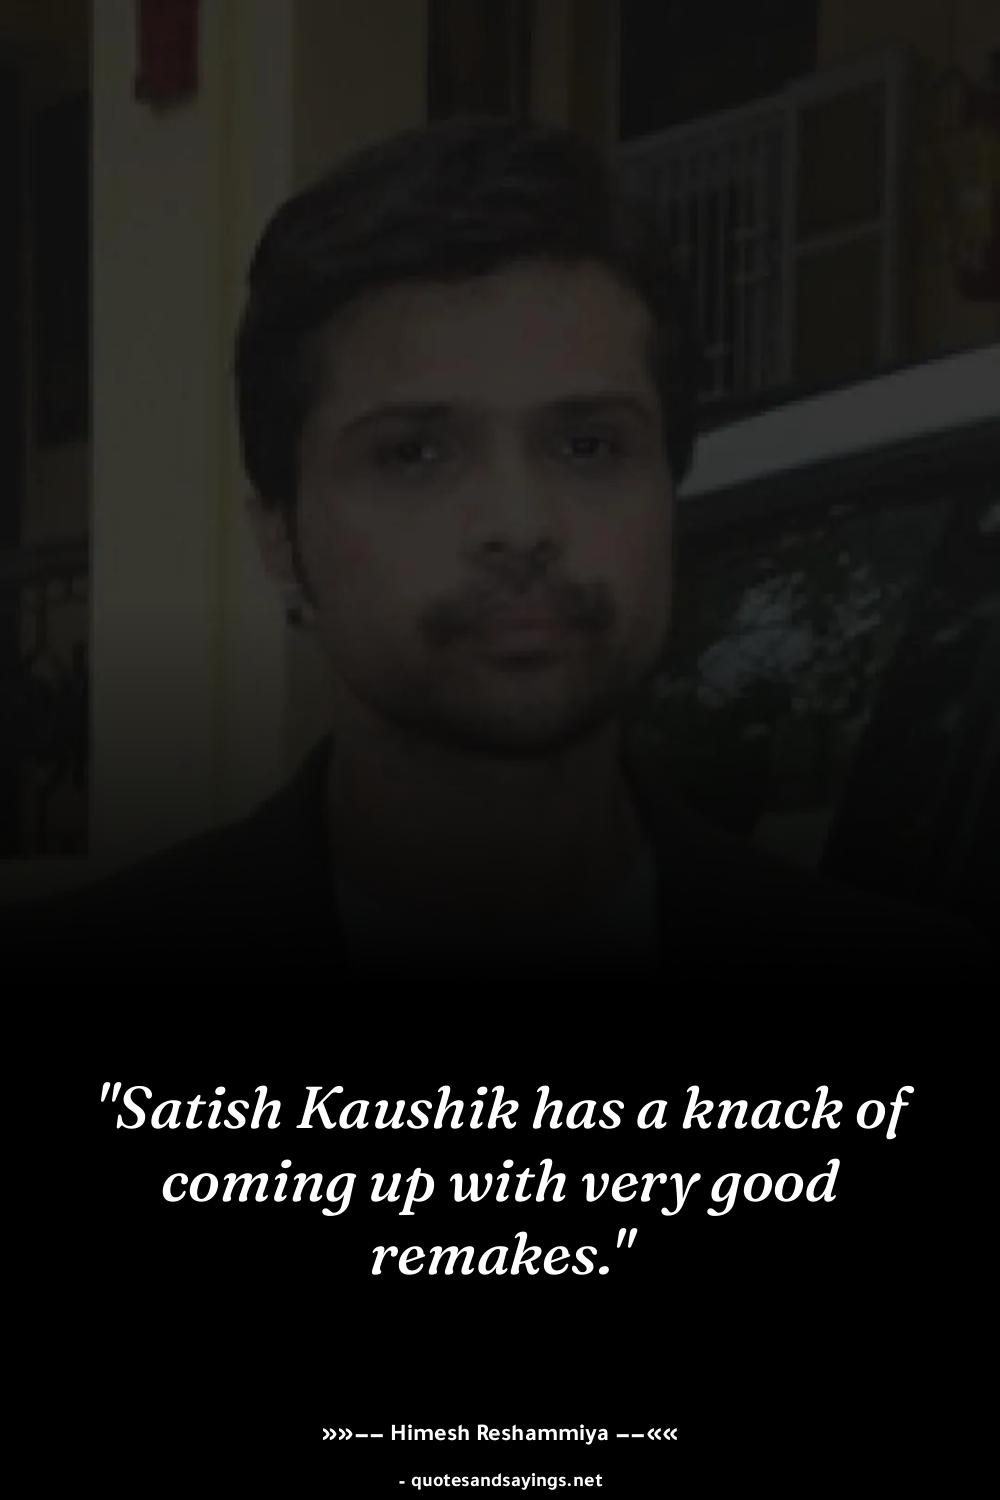 "Satish Kaushik has a knack of
coming up with very good
remakes."
»»—— Himesh Reshammiya ——««
- quotesandsayings.net